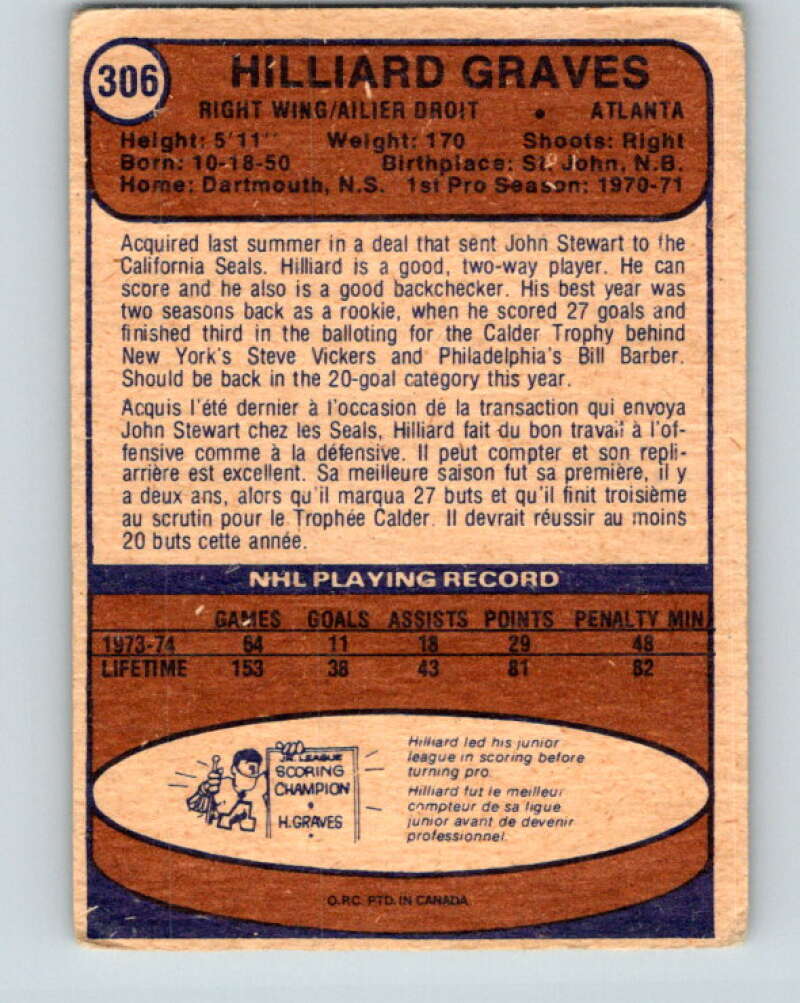 306
HILLIARD GRAVES
RIGHT WING/AILIER DROIT • ATLANTA
Height: 5'11" Weight: 170 Shoots: Right
Born: 10-18-50 Birthplace: St. John, N.B.
Home: Dartmouth, N.S. 1st Pro Season: 1970-71
Acquired last summer in a deal that sent John Stewart to the
California Seals. Hilliard is a good, two-way player. He can
score and he also is a good backchecker. His best year was
two seasons back as a rookie, when he scored 27 goals and
finished third in the balloting for the Calder Trophy behind
New York's Steve Vickers and Philadelphia's Bill Barber.
Should be back in the 20-goal category this year.
Acquis l'été dernier à l'occasion de la transaction qui envoya
John Stewart chez les Seals, Hilliard fait du bon travail à l'of-
fensive comme à la défensive. Il peut compter et son repli-
arrière est excellent. Sa meilleure saison fut sa première, il y
a deux ans, alors qu'il marqua 27 buts et qu'il finit troisième
au scrutin pour le Trophée Calder. Il devrait réussir au moins
20 buts cette année.
NHL PLAYING RECORD
GAMES GOALS ASSISTS POINTS PENALTY MIN.
1973-74 64 11 18 29 48
LIFETIME 153 38 43 81 82
JR. LEAGUE
SCORING
CHAMPION
•
H. GRAVES
•
Hilliard led his junior
league in scoring before
turning pro.
Hilliard fut le meilleur
compteur de sa ligue
junior avant de devenir
professionnel.
O.P.C. PTD. IN CANADA